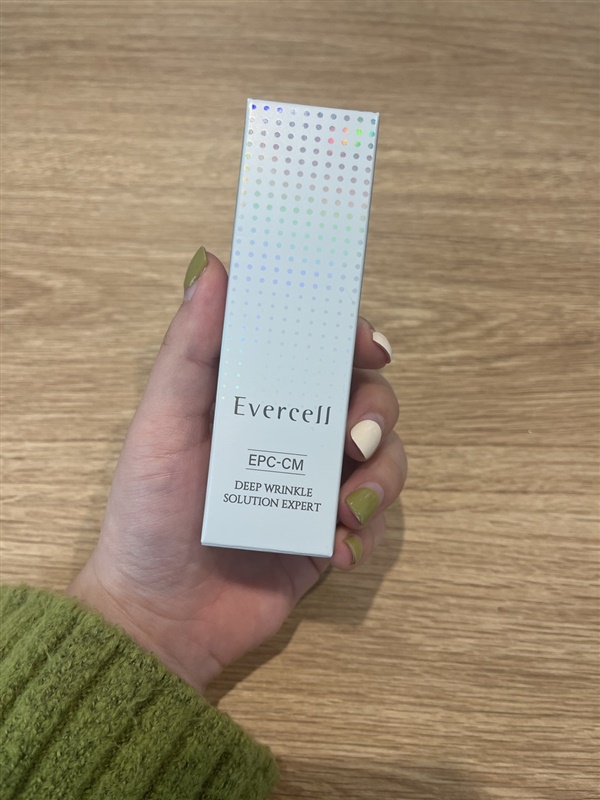 Evercell
EPC-CM
DEEP WRINKLE
SOLUTION EXPERT